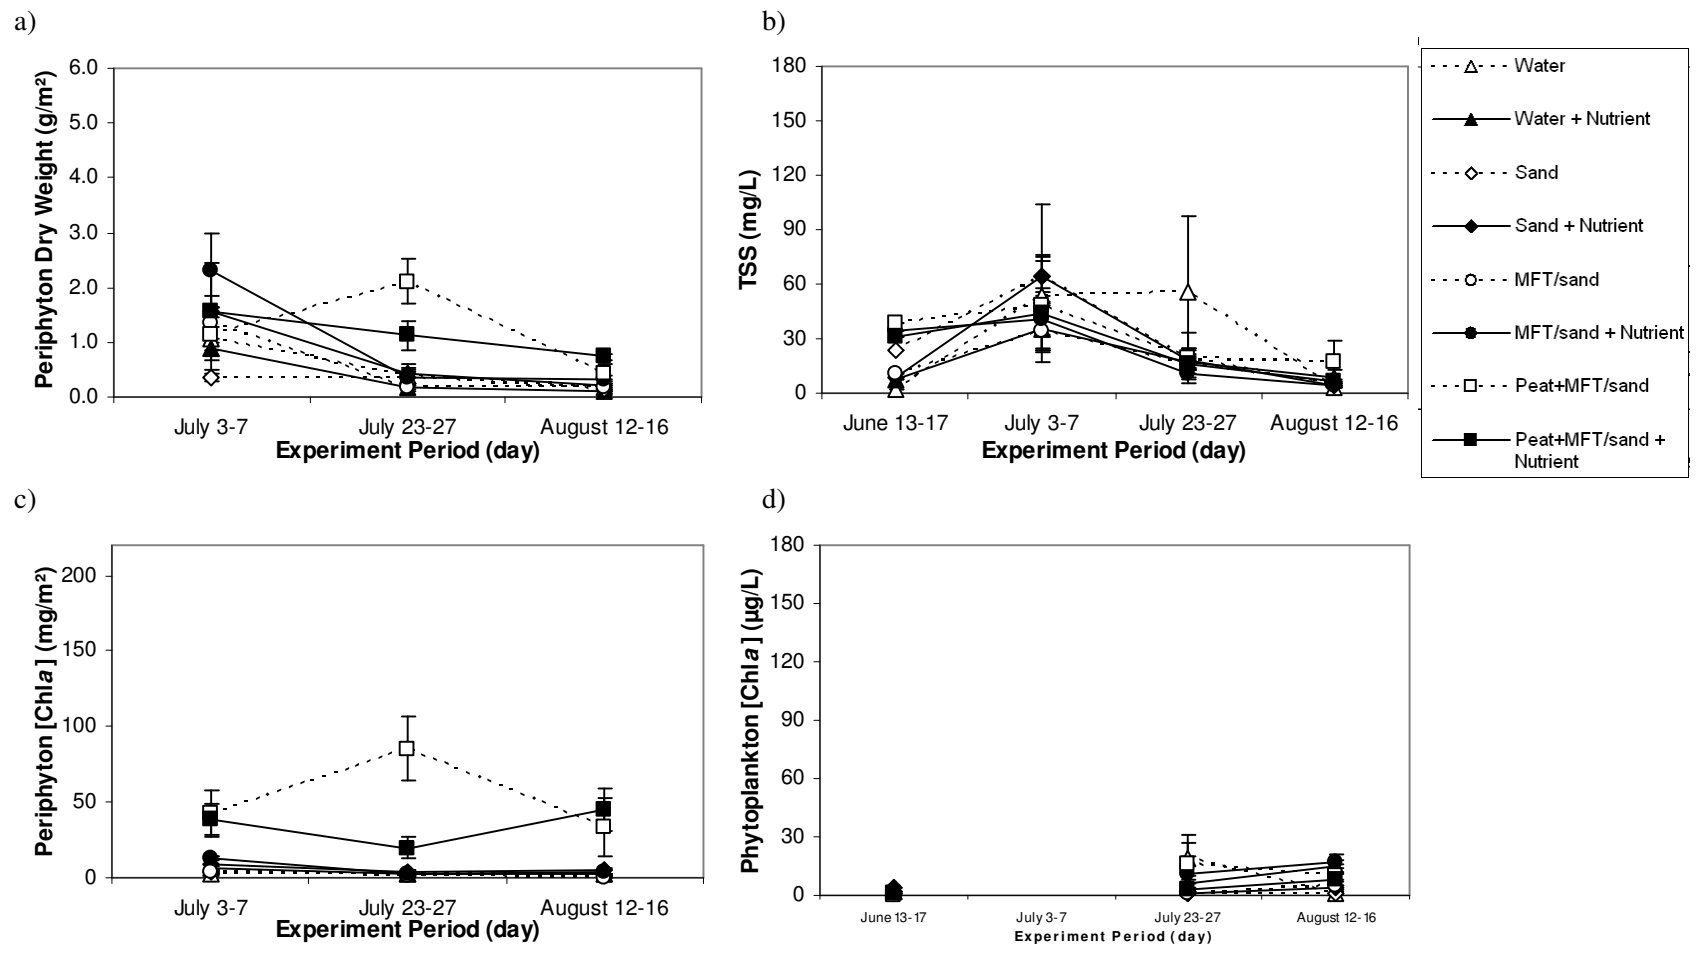 a)
6.0
5.0
4.0
3.0
2.0
1.0
0.0
Periphyton Dry Weight (g/m²)
July 3-7
July 23-27
August 12-16
Experiment Period (day)
b)
180
150
120
90
60
30
0
TSS (mg/L)
June 13-17
July 3-7
July 23-27
August 12-16
Experiment Period (day)
Water
Water + Nutrient
Sand
Sand + Nutrient
MFT/sand
MFT/sand + Nutrient
Peat+MFT/sand
Peat+MFT/sand +
Nutrient
c)
200
150
100
50
0
Periphyton [Chla] (mg/m²)
July 3-7
July 23-27
August 12-16
Experiment Period (day)
d)
180
150
120
90
60
30
0
Phytoplankton [Chla] (µg/L)
June 13-17
July 3-7
July 23-27
August 12-16
Experiment Period (day)